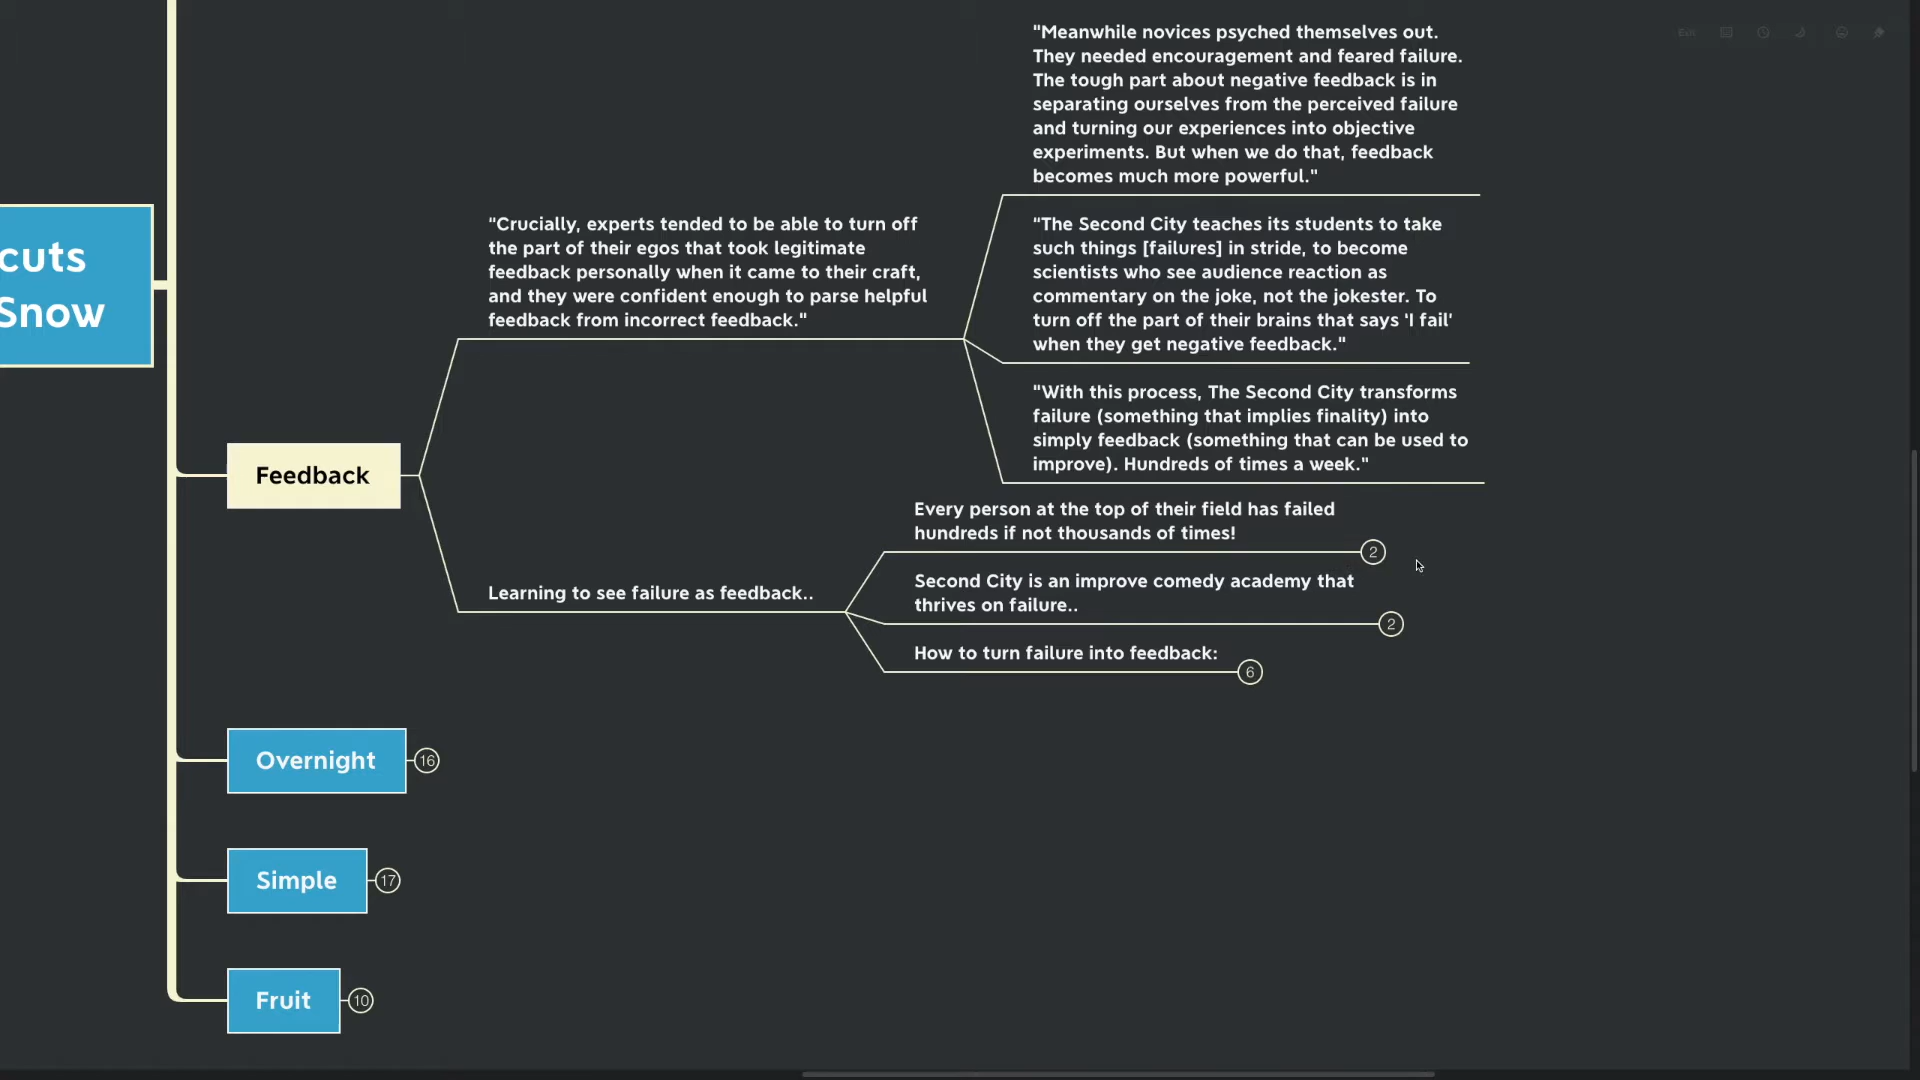 Exit
"Meanwhile novices psyched themselves out.
They needed encouragement and feared failure.
The tough part about negative feedback is in
separating ourselves from the perceived failure
and turning our experiences into objective
experiments. But when we do that, feedback
becomes much more powerful."
cuts
Snow
"Crucially, experts tended to be able to turn off
the part of their egos that took legitimate
feedback personally when it came to their craft,
and they were confident enough to parse helpful
feedback from incorrect feedback."
"The Second City teaches its students to take
such things [failures] in stride, to become
scientists who see audience reaction as
commentary on the joke, not the jokester. To
turn off the part of their brains that says 'I fail'
when they get negative feedback."
"With this process, The Second City transforms
failure (something that implies finality) into
simply feedback (something that can be used to
improve). Hundreds of times a week."
Feedback
Every person at the top of their field has failed
hundreds if not thousands of times!
2
Learning to see failure as feedback..
Second City is an improve comedy academy that
thrives on failure..
2
How to turn failure into feedback:
6
Overnight
16
Simple
17
Fruit
10